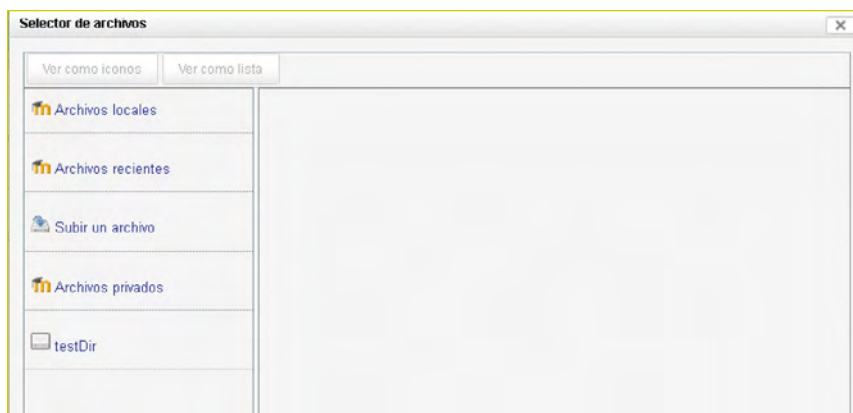 Selector de archivos
Ver como iconos Ver como lista
Archivos locales
Archivos recientes
Subir un archivo
Archivos privados
testDir